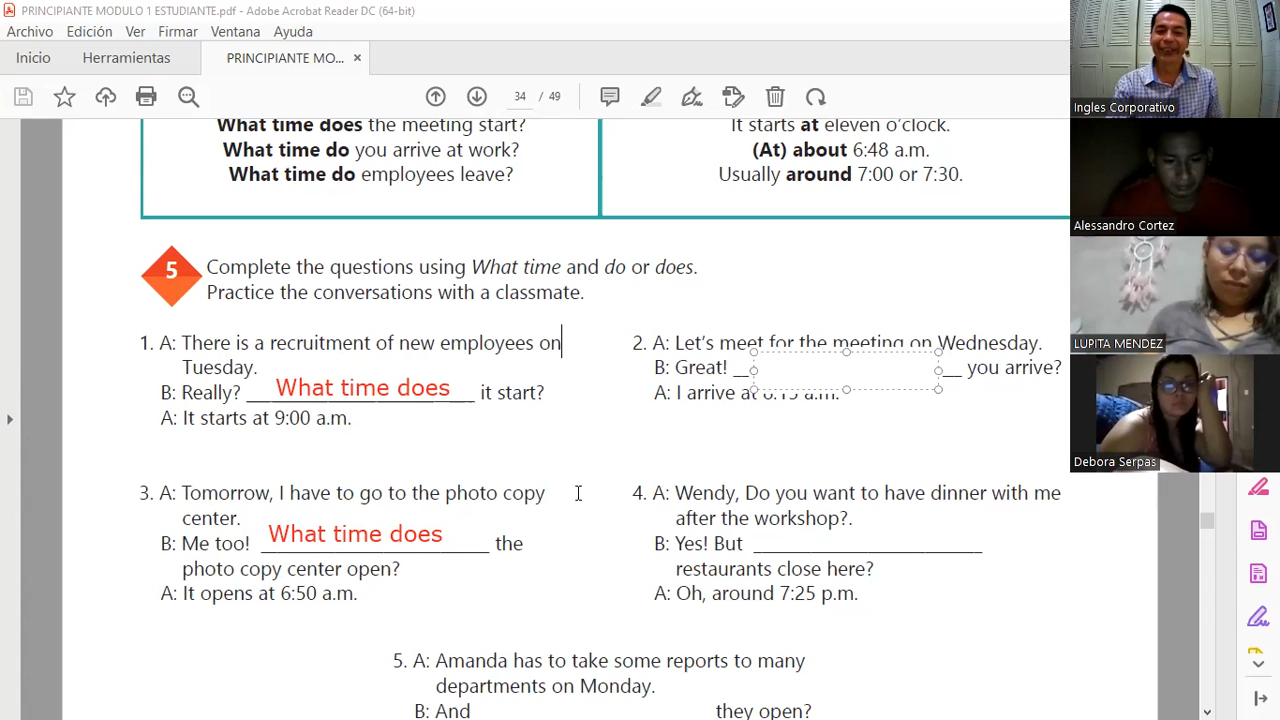 PRINCIPIANTE MODULO 1 ESTUDIANTE.pdf - Adobe Acrobat Reader DC (64-bit)
Archivo Edición Ver Firmar Ventana Ayuda
Inicio Herramientas PRINCIPIANTE MO... ×
34 / 49
What time does the meeting start?
What time do you arrive at work?
What time do employees leave?
It starts at eleven o'clock.
(At) about 6:48 a.m.
Usually around 7:00 or 7:30.
5 Complete the questions using What time and do or does.
Practice the conversations with a classmate.
1. A: There is a recruitment of new employees on
Tuesday.
B: Really? What time does it start?
A: It starts at 9:00 a.m.
2. A: Let's meet for the meeting on Wednesday.
B: Great! __ __ you arrive?
A: I arrive at 6:15 a.m.
3. A: Tomorrow, I have to go to the photo copy
center.
B: Me too! What time does the
photo copy center open?
A: It opens at 6:50 a.m.
4. A: Wendy, Do you want to have dinner with me
after the workshop?.
B: Yes! But ______________________
restaurants close here?
A: Oh, around 7:25 p.m.
5. A: Amanda has to take some reports to many
departments on Monday.
B: And they open?
Ingles Corporativo
Alessandro Cortez
LUPITA MENDEZ
Debora Serpas